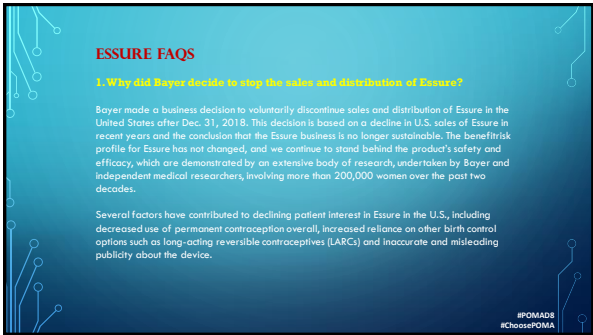 ESSURE FAQS
1. Why did Bayer decide to stop the sales and distribution of Essure?
Bayer made a business decision to voluntarily discontinue sales and distribution of Essure in the
United States after Dec. 31, 2018. This decision is based on a decline in U.S. sales of Essure in
recent years and the conclusion that the Essure business is no longer sustainable. The benefitrisk
profile for Essure has not changed, and we continue to stand behind the product's safety and
efficacy, which are demonstrated by an extensive body of research, undertaken by Bayer and
independent medical researchers, involving more than 200,000 women over the past two
decades.
Several factors have contributed to declining patient interest in Essure in the U.S., including
decreased use of permanent contraception overall, increased reliance on other birth control
options such as long-acting reversible contraceptives (LARCs) and inaccurate and misleading
publicity about the device.
#POMAD8
#ChoosePOMA